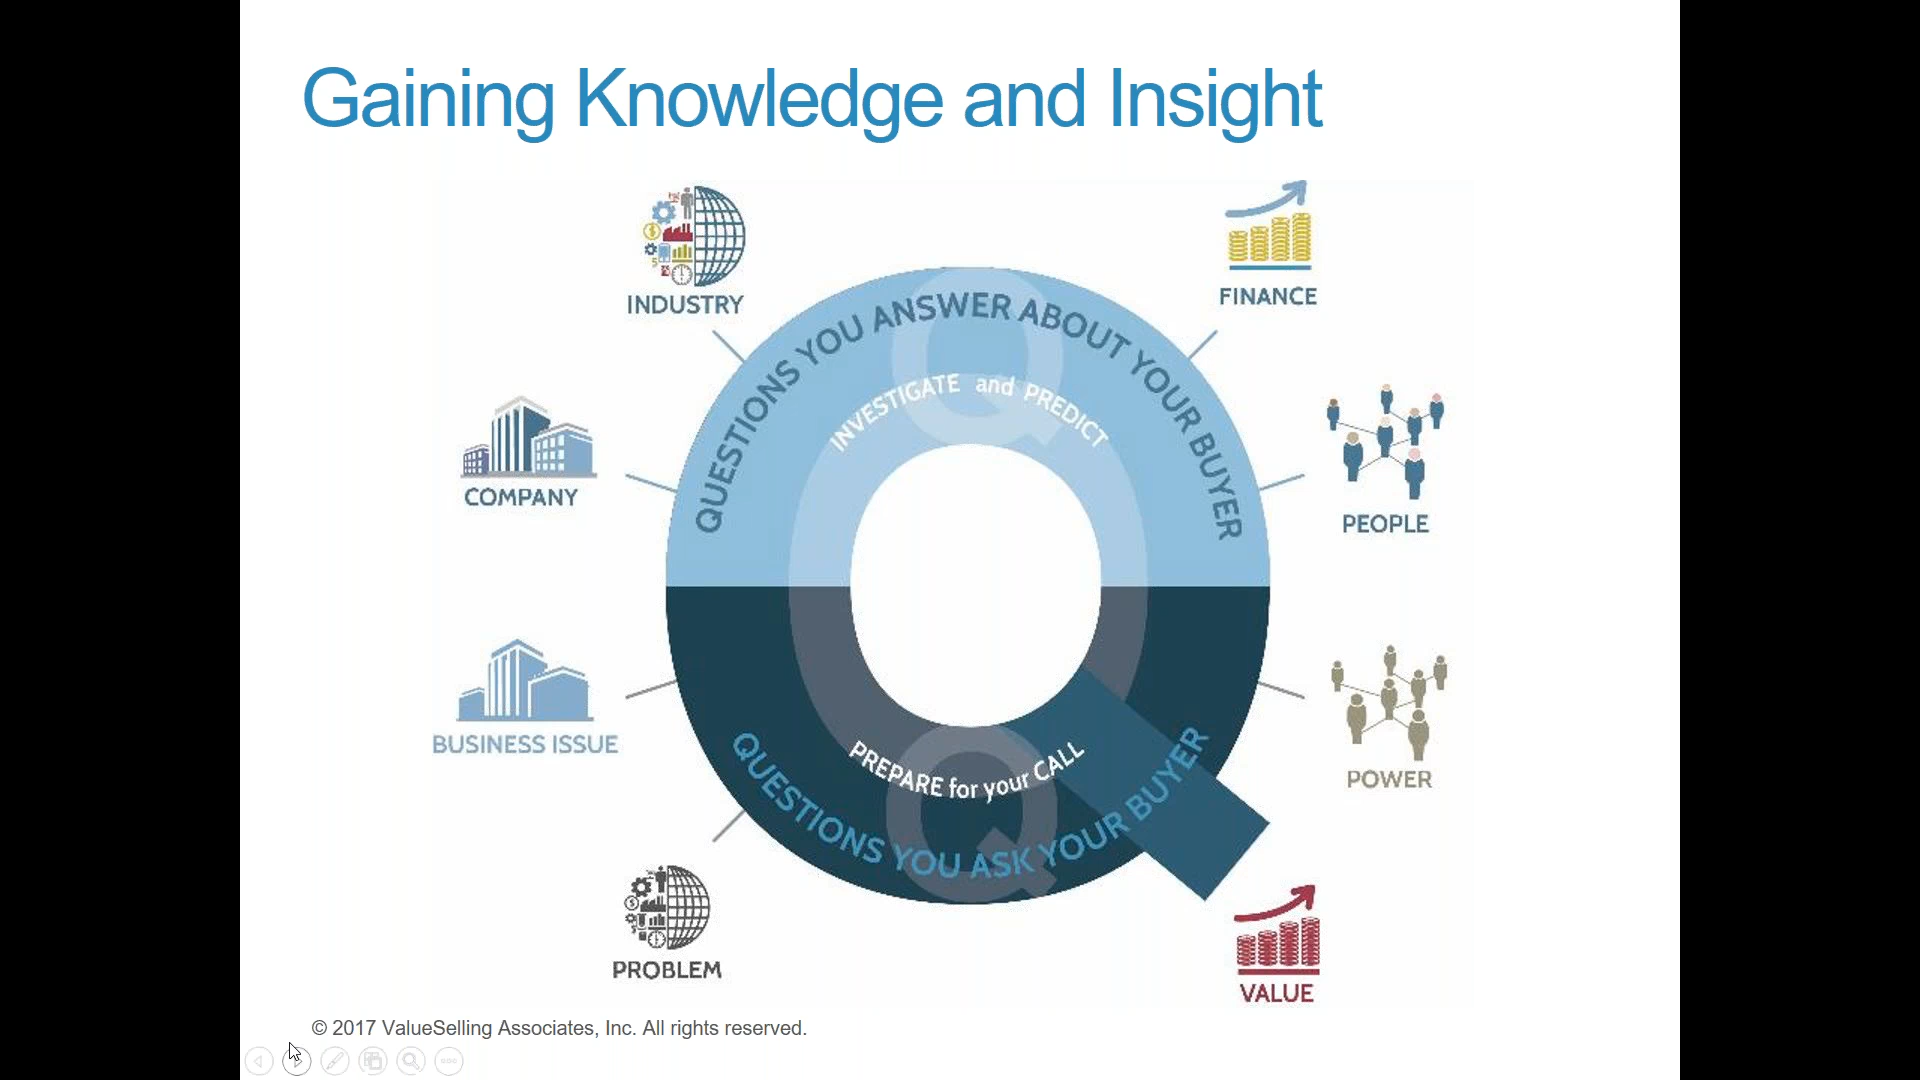 Gaining Knowledge and Insight
INDUSTRY
FINANCE
QUESTIONS YOU ANSWER ABOUT YOUR BUYER
INVESTIGATE and PREDICT
COMPANY
PEOPLE
BUSINESS ISSUE
POWER
PREPARE for your CALL
QUESTIONS YOU ASK YOUR BUYER
PROBLEM
VALUE
© 2017 ValueSelling Associates, Inc. All rights reserved.